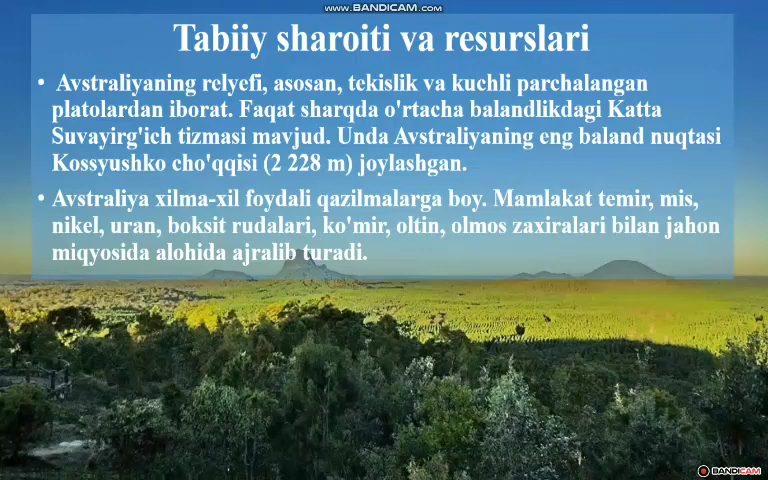 WWW.BANDICAM.COM
Tabiiy sharoiti va resurslari
• Avstraliyaning relyefi, asosan, tekislik va kuchli parchalangan
platolardan iborat. Faqat sharqda o'rtacha balandlikdagi Katta
Suvayirg'ich tizmasi mavjud. Unda Avstraliyaning eng baland nuqtasi
Kossyushko cho'qqisi (2 228 m) joylashgan.
• Avstraliya xilma-xil foydali qazilmalarga boy. Mamlakat temir, mis,
nikel, uran, boksit rudalari, ko'mir, oltin, olmos zaxiralari bilan jahon
miqyosida alohida ajralib turadi.
BANDICAM